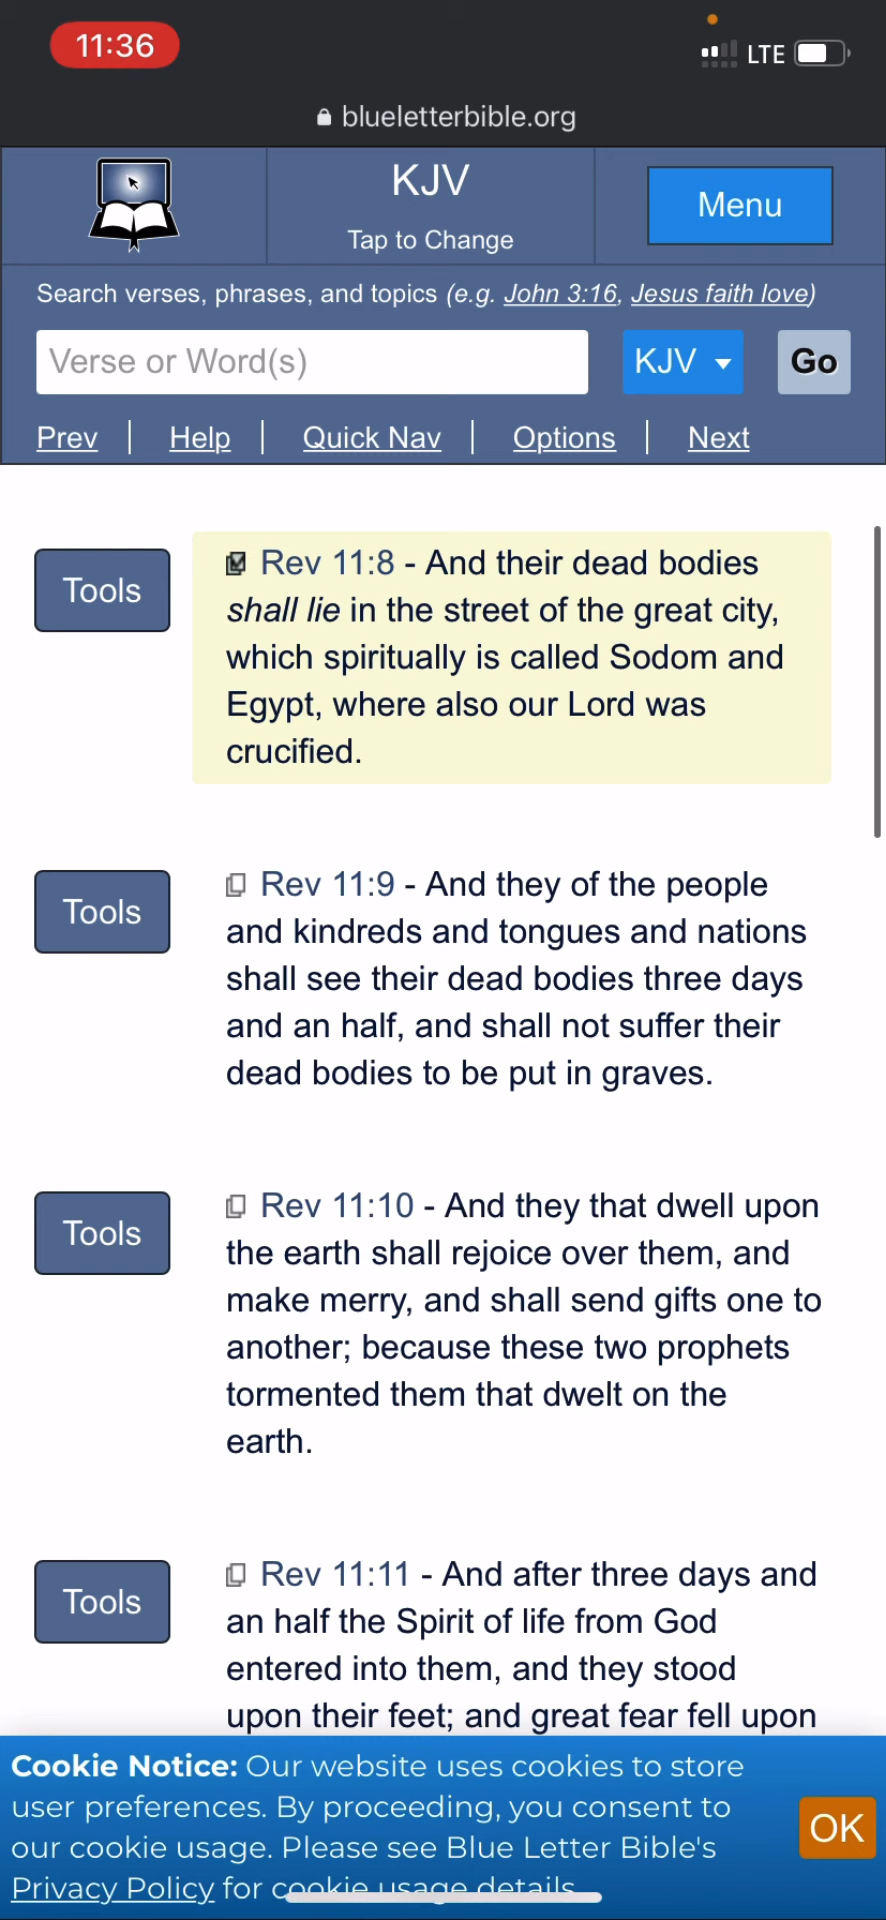 11:36
LTE
blueletterbible.org
KJV
Tap to Change
Menu
Search verses, phrases, and topics (e.g. John 3:16, Jesus faith love)
Verse or Word(s)
KJV
Go
Prev | Help | Quick Nav | Options | Next
Tools
Rev 11:8 - And their dead bodies
shall lie in the street of the great city,
which spiritually is called Sodom and
Egypt, where also our Lord was
crucified.
Tools
Rev 11:9 - And they of the people
and kindreds and tongues and nations
shall see their dead bodies three days
and an half, and shall not suffer their
dead bodies to be put in graves.
Tools
Rev 11:10 - And they that dwell upon
the earth shall rejoice over them, and
make merry, and shall send gifts one to
another; because these two prophets
tormented them that dwelt on the
earth.
Tools
Rev 11:11 - And after three days and
an half the Spirit of life from God
entered into them, and they stood
upon their feet; and great fear fell upon
Cookie Notice: Our website uses cookies to store
user preferences. By proceeding, you consent to
our cookie usage. Please see Blue Letter Bible's
Privacy Policy for cookie usage details
OK